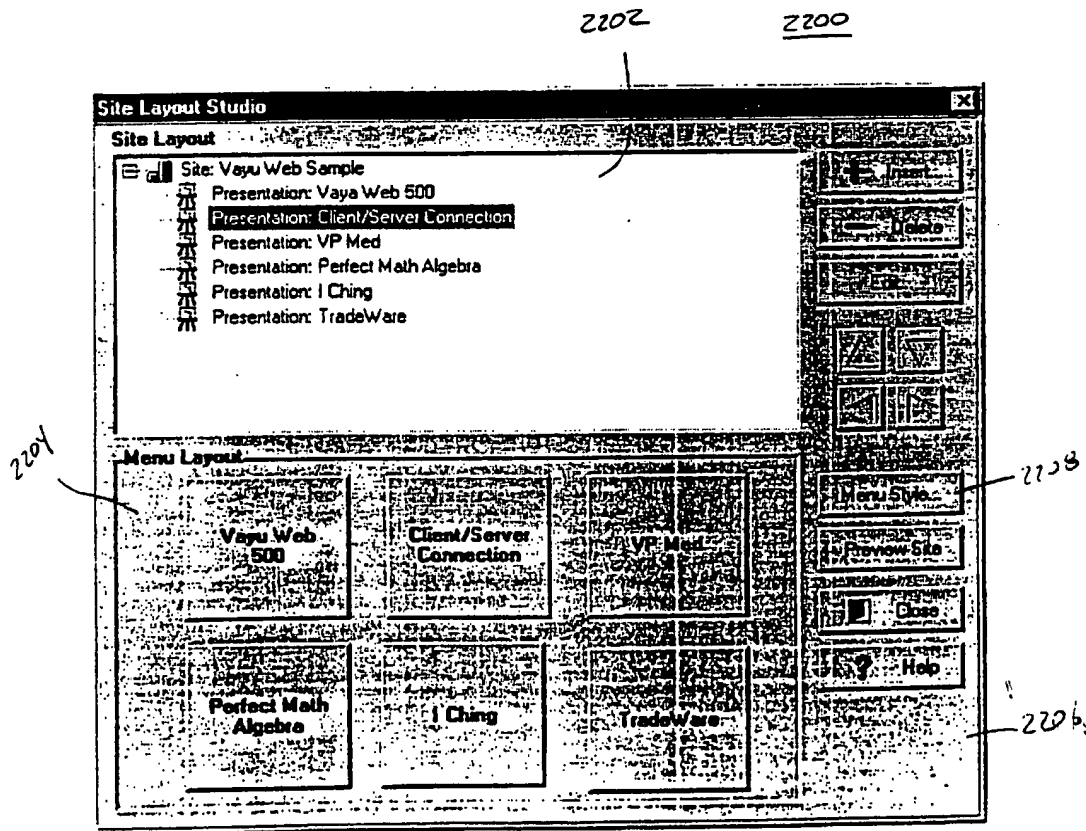 2202
2200
Site Layout Studio
Site Layout
Site: Vayu Web Sample
Presentation: Vaya Web 500
Presentation: Client/Server Connection
Presentation: VP Med
Presentation: Perfect Math Algebra
Presentation: I Ching
Presentation: TradeWare
Insert...
Delete
Edit...
2204
Menu Layout
Vayu Web
500
Client/Server
Connection
VP Med
Perfect Math
Algebra
I Ching
TradeWare
Menu Style...
2208
Preview Site
Close
? Help
2206